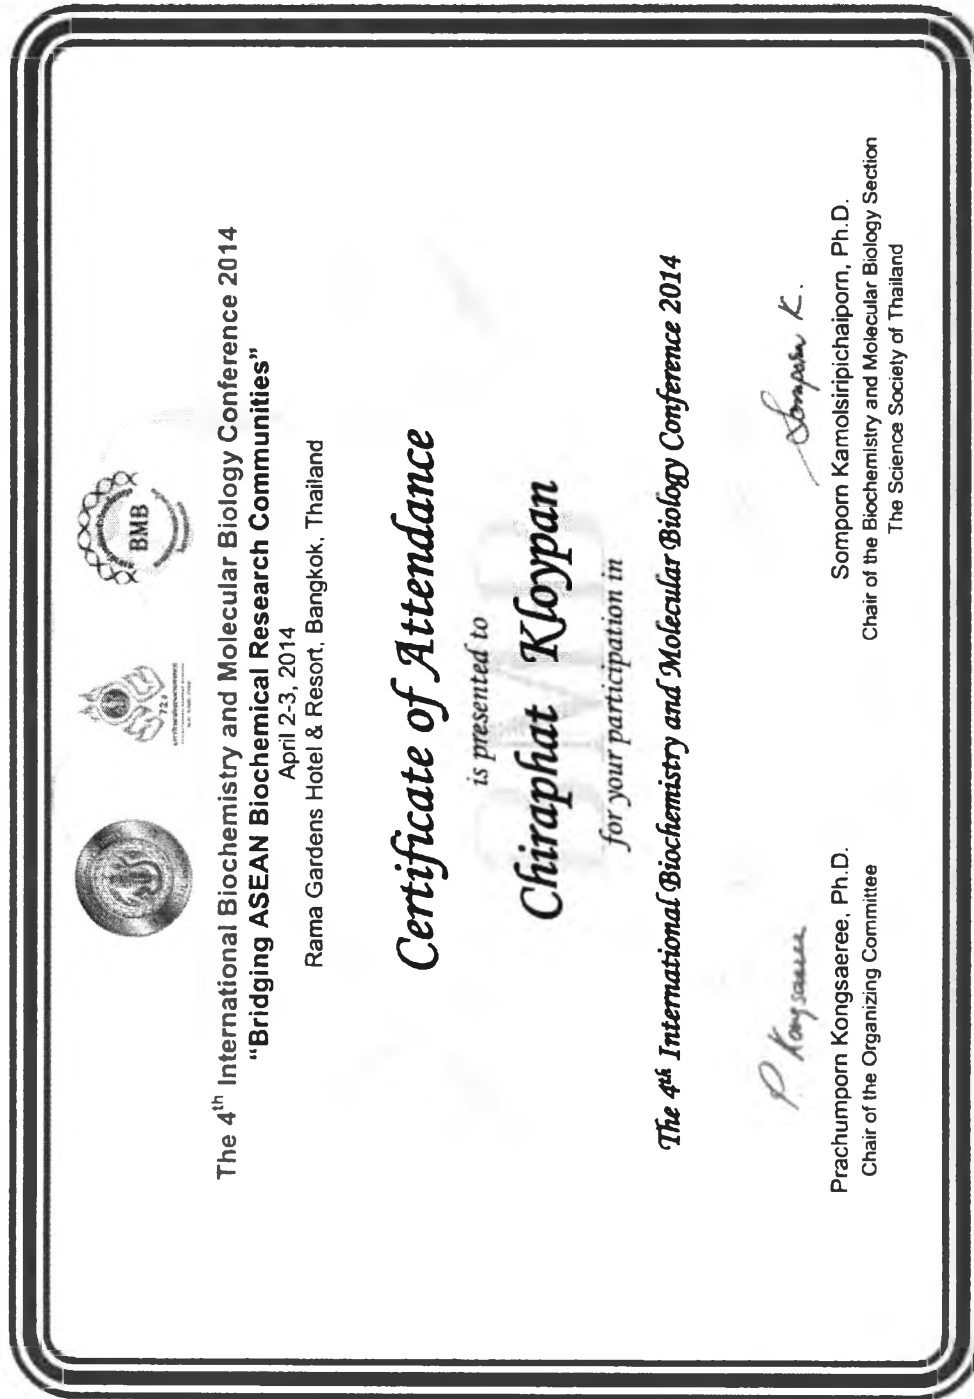 BMB
72 ปี
The 4th International Biochemistry and Molecular Biology Conference 2014
“Bridging ASEAN Biochemical Research Communities”
April 2-3, 2014
Rama Gardens Hotel & Resort, Bangkok, Thailand
Certificate of Attendance
is presented to
BMB
Chiraphat Kloypan
for your participation in
The 4th International Biochemistry and Molecular Biology Conference 2014
P. Kongsaeree
Somporn K.
Prachumporn Kongsaeree, Ph.D.
Chair of the Organizing Committee
Somporn Kamolsiripichaiporn, Ph.D.
Chair of the Biochemistry and Molecular Biology Section
The Science Society of Thailand